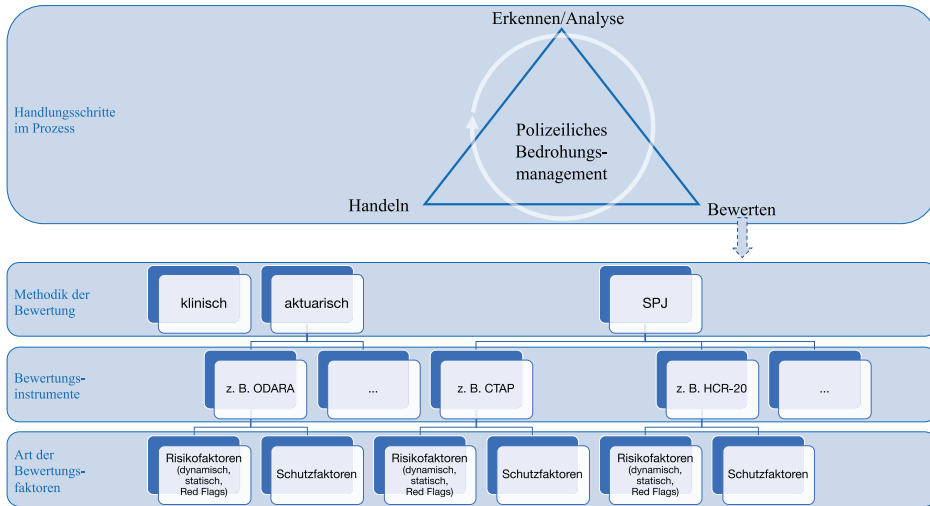 Erkennen/Analyse
Handlungsschritte
im Prozess
Polizeiliches
Bedrohungs-
management
Handeln
Bewerten
Methodik der
Bewertung
klinisch
aktuarisch
SPJ
Bewertungs-
instrumente
z. B. ODARA
...
z. B. CTAP
z. B. HCR-20
...
Art der
Bewertungs-
faktoren
Risikofaktoren
(dynamisch,
statisch,
Red Flags)
Schutzfaktoren
Risikofaktoren
(dynamisch,
statisch,
Red Flags)
Schutzfaktoren
Risikofaktoren
(dynamisch,
statisch,
Red Flags)
Schutzfaktoren